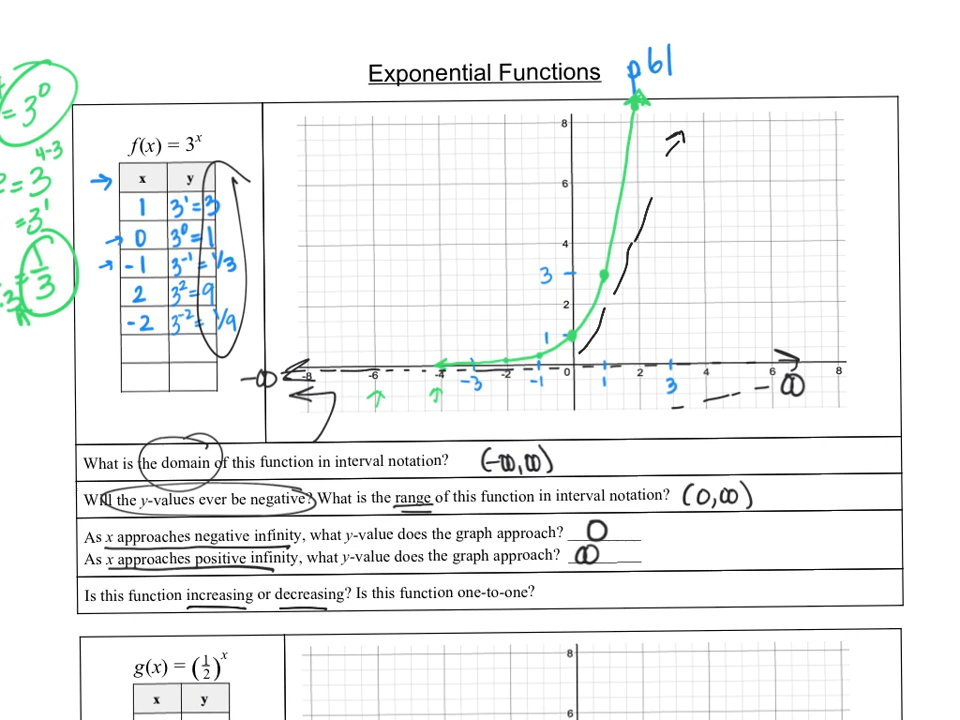 Exponential Functions
p61
= 3⁰
4-3
= 3
= 3¹
= 1/3
f(x) = 3ˣ
x y
1 3¹ = 3
0 3⁰ = 1
-1 3⁻¹ = 1/3
2 3² = 9
-2 3⁻² = 1/9
8
6
4
3
2
1
-∞ -8 -6 -4 -2 0 2 4 6 8
-3 -1 1 3 ∞
What is the domain of this function in interval notation? (-∞,∞)
Will the y-values ever be negative? What is the range of this function in interval notation? (0,∞)
As x approaches negative infinity, what y-value does the graph approach? 0
As x approaches positive infinity, what y-value does the graph approach? ∞
Is this function increasing or decreasing? Is this function one-to-one?
g(x) = (1/2)ˣ
x y
8
6